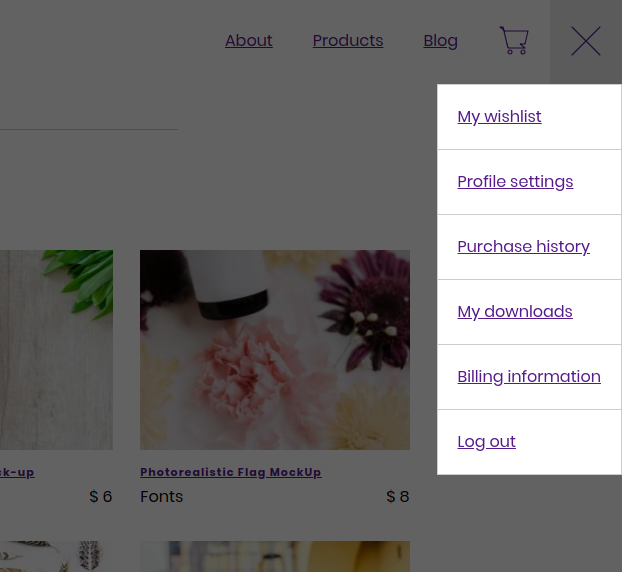 About Products Blog
My wishlist
Profile settings
Purchase history
My downloads
Billing information
Log out
ck-up
Photorealistic Flag MockUp
$ 6
Fonts
$ 8